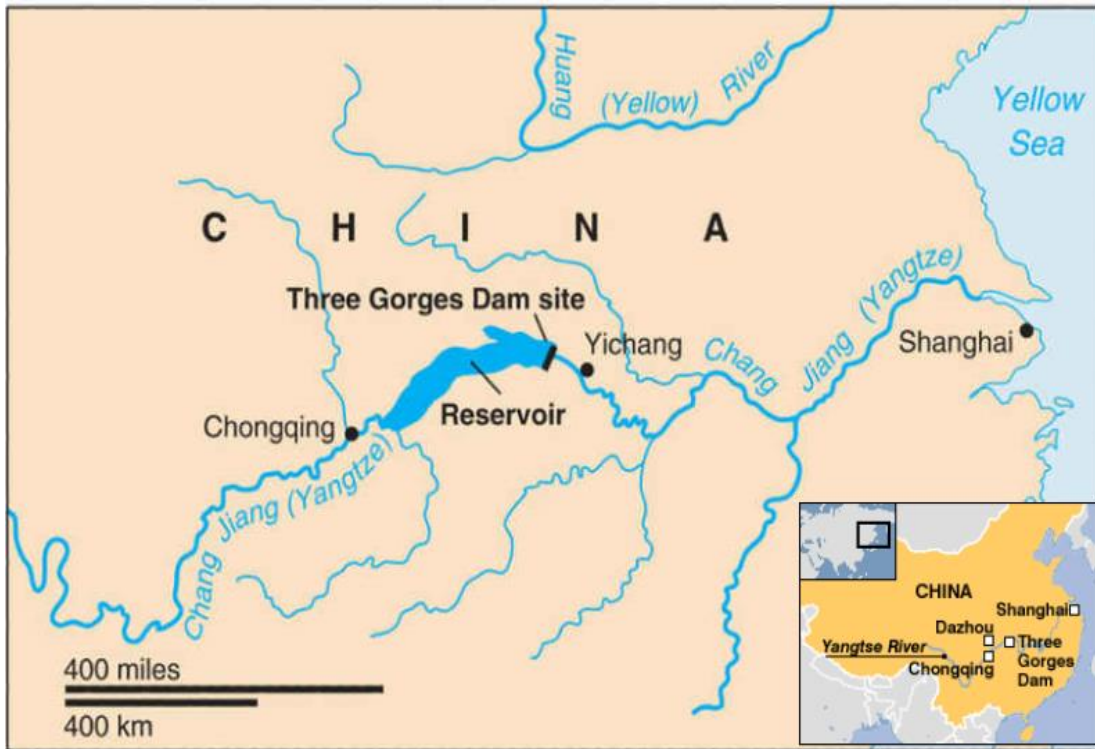 Huang
(Yellow)
River
Yellow
Sea
C H I N A
Three Gorges Dam site
Yichang
Chang
Jiang
(Yangtze)
Shanghai
Reservoir
Chongqing
Chang
Jiang (Yangtze)
400 miles
400 km
CHINA
Shanghai
Dazhou
Three
Gorges
Dam
Yangtse River
Chongqing